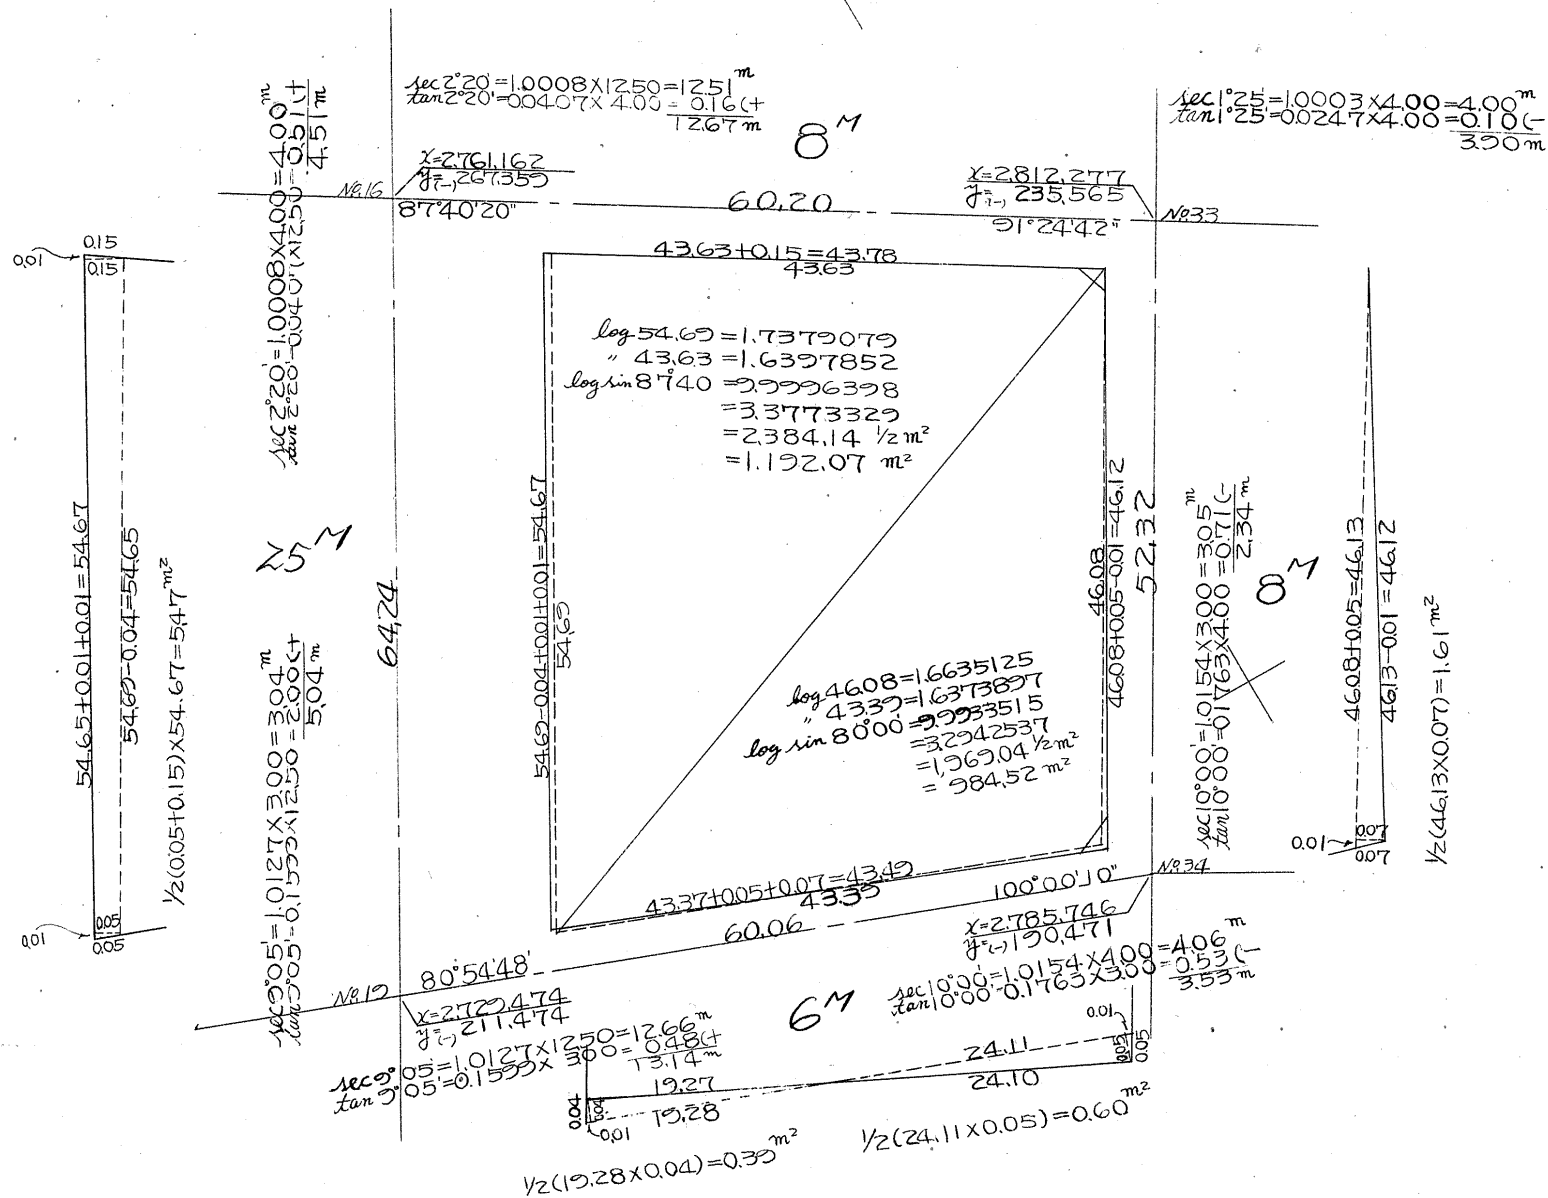 sec2°20'=1.0008×12.50=12.51ᵐ
tan2°20'=0.0407×4.00=0.16(+
12.67 m
sec1°25'=1.0003×4.00=4.00ᵐ
tan1°25'=0.0247×4.00=0.10(-
3.90 m
8ᴹ
sec2°20'=1.0008×4.00=4.00ᵐ
tan2°20'=0.0407×12.50=0.51(+
4.51 m
x=2,761,162
y=(-),267,359
x=2,812,277
y=(-),235,565
No.16
87°40'20"
60,20
91°24'42"
No.33
0.15
0.01
0.15
43.63+0.15=43.78
43.63
log 54.69=1.7379079
" 43.63=1.6397852
log sin 87°40=9.9996398
=3.3773329
=2,384.14 ½m²
=1.192.07 m²
54.65+0.01+0.01=54.67
54.69-0.04=54.65
½(0.05+0.15)×54.67=5.47ᵐ²
25ᴹ
64,24
54.69-0.04+0.01+0.01=54.67
54.69
46.08
46.08+0.05-0.01=46.12
52,32
sec10°00'=1.0154×3.00=3.05ᵐ
tan10°00'=0.1763×4.00=0.71(-
2.34 m
8ᴹ
46.08+0.05=46.13
46.13-0.01=46.12
½(46.13×0.07)=1.61ᵐ²
0.01
0.07
0.07
log 46.08=1.6635125
" 43.39=1.6373897
log sin 80°00'=9.9933515
=3.2942537
=1,969.04 ½m²
=984,52 m²
sec9°05'=1.0127×3.00=3.04ᵐ
tan9°05'=0.1599×12.50=2.00(+
5.04 m
0.05
0.01
0.05
43.37+0.05+0.07=43.49
43.39
100°00'10"
No.34
60,06
x=2,785,746
y=(-),190,471
80°54'48'
No.19
x=2,729,474
y=(-),211,474
6ᴹ
sec10°00'=1.0154×4.00=4.06ᵐ
tan10°00'=0.1763×3.00=0.53(-
3.53 m
sec9°05'=1.0127×12.50=12.66ᵐ
tan9°05'=0.1599×3.00=0.48(+
13.14 m
0.01
24.11
0.05
0.05
24.10
19.27
0.04
0.04
19.28
0.01
½(24.11×0.05)=0.60ᵐ²
½(19.28×0.04)=0.39ᵐ²